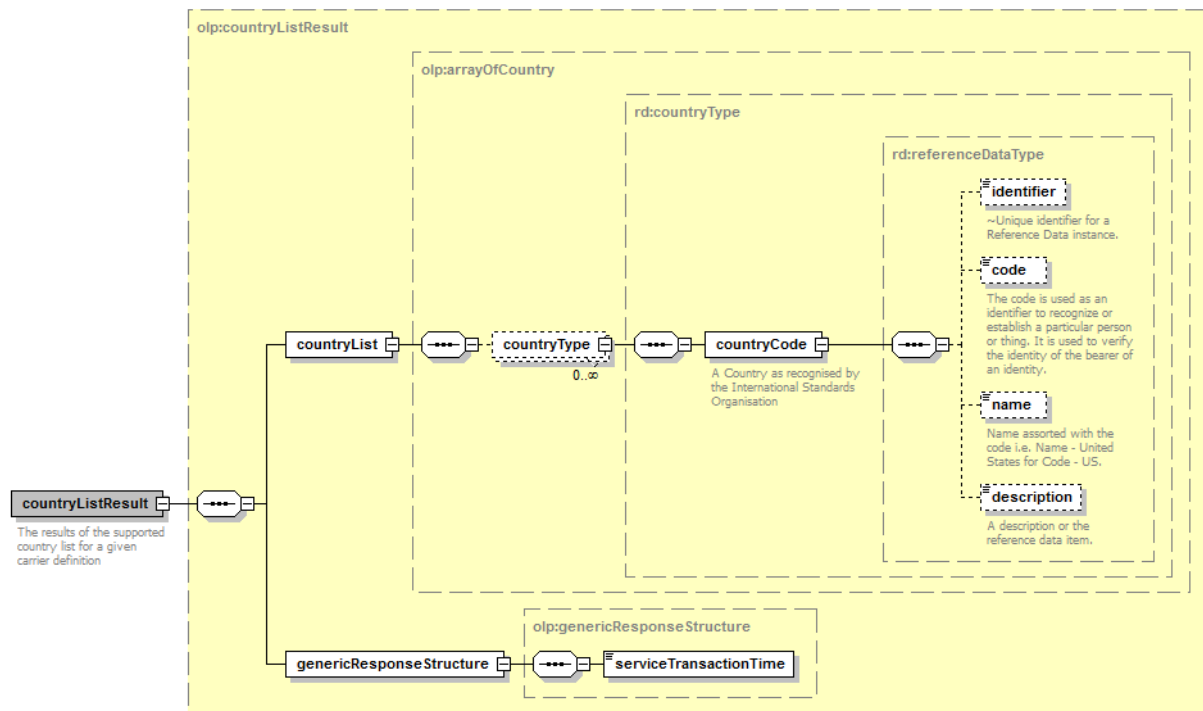 olp:countryListResult
olp:arrayOfCountry
rd:countryType
rd:referenceDataType
identifier
~Unique identifier for a
Reference Data instance.
code
The code is used as an
identifier to recognize or
establish a particular person
or thing. It is used to verify
the identity of the bearer of
an identity.
countryList
countryType
0..∞
countryCode
A Country as recognised by
the International Standards
Organisation
name
Name assorted with the
code i.e. Name - United
States for Code - US.
description
A description or the
reference data item.
countryListResult
The results of the supported
country list for a given
carrier definition
olp:genericResponseStructure
genericResponseStructure
serviceTransactionTime